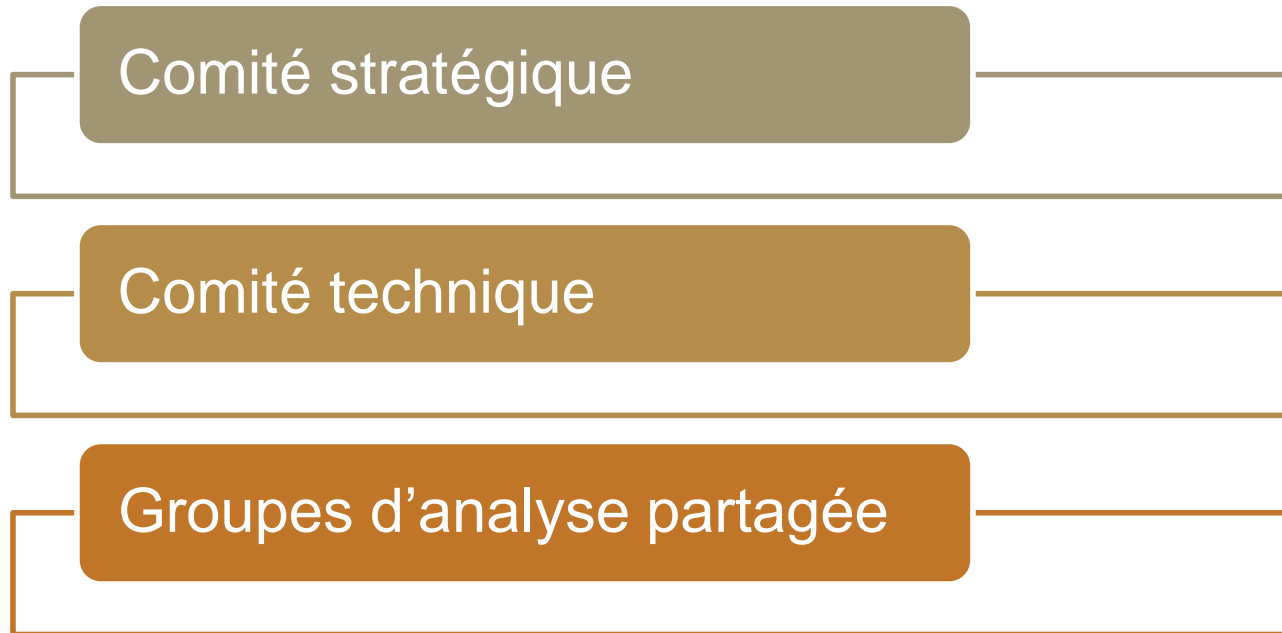 Comité stratégique
Comité technique
Groupes d’analyse partagée